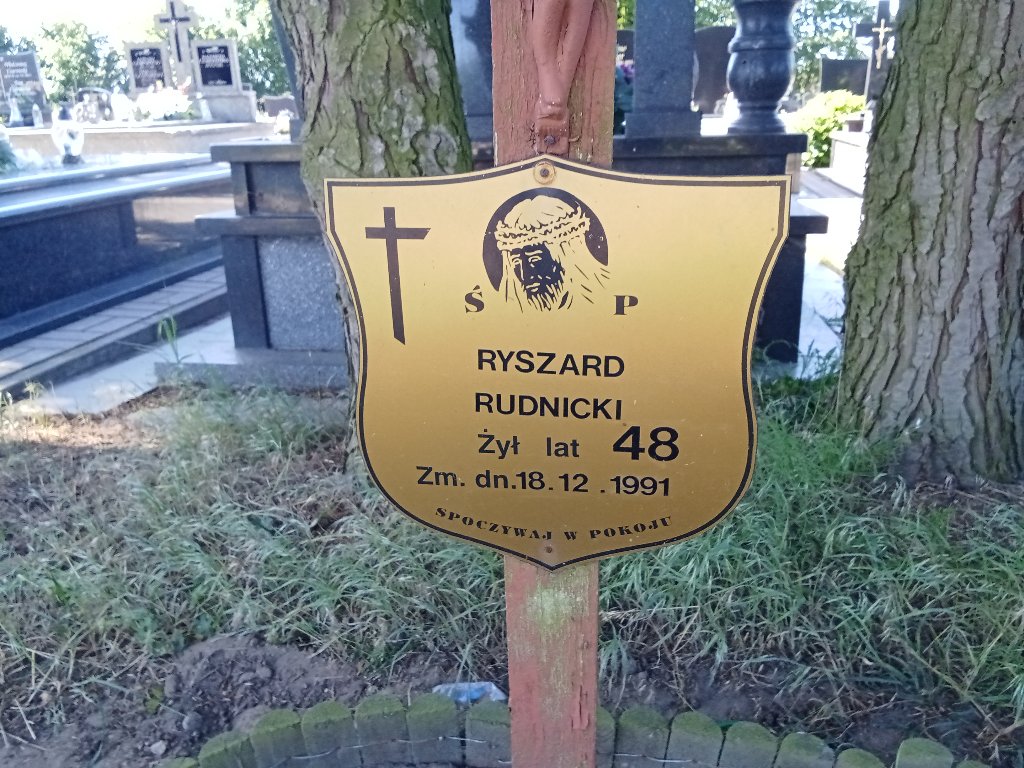 Ś P
RYSZARD
RUDNICKI
Żył lat 48
Zm. dn.18.12.1991
SPOCZYWAJ W POKOJU